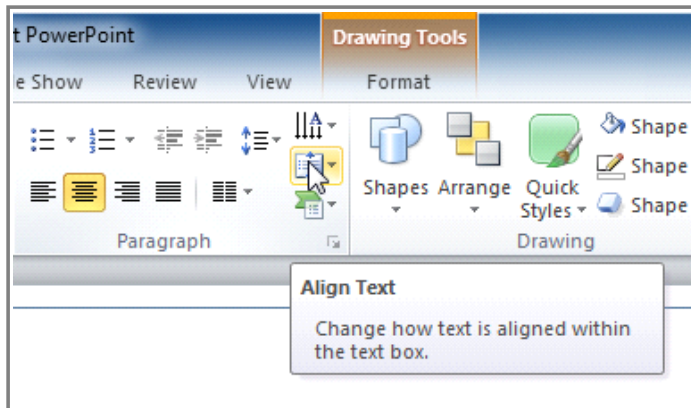 t PowerPoint
Drawing Tools
e Show Review View Format
Shapes Arrange Quick Styles
Shape
Shape
Shape
Paragraph Drawing
Align Text
Change how text is aligned within
the text box.